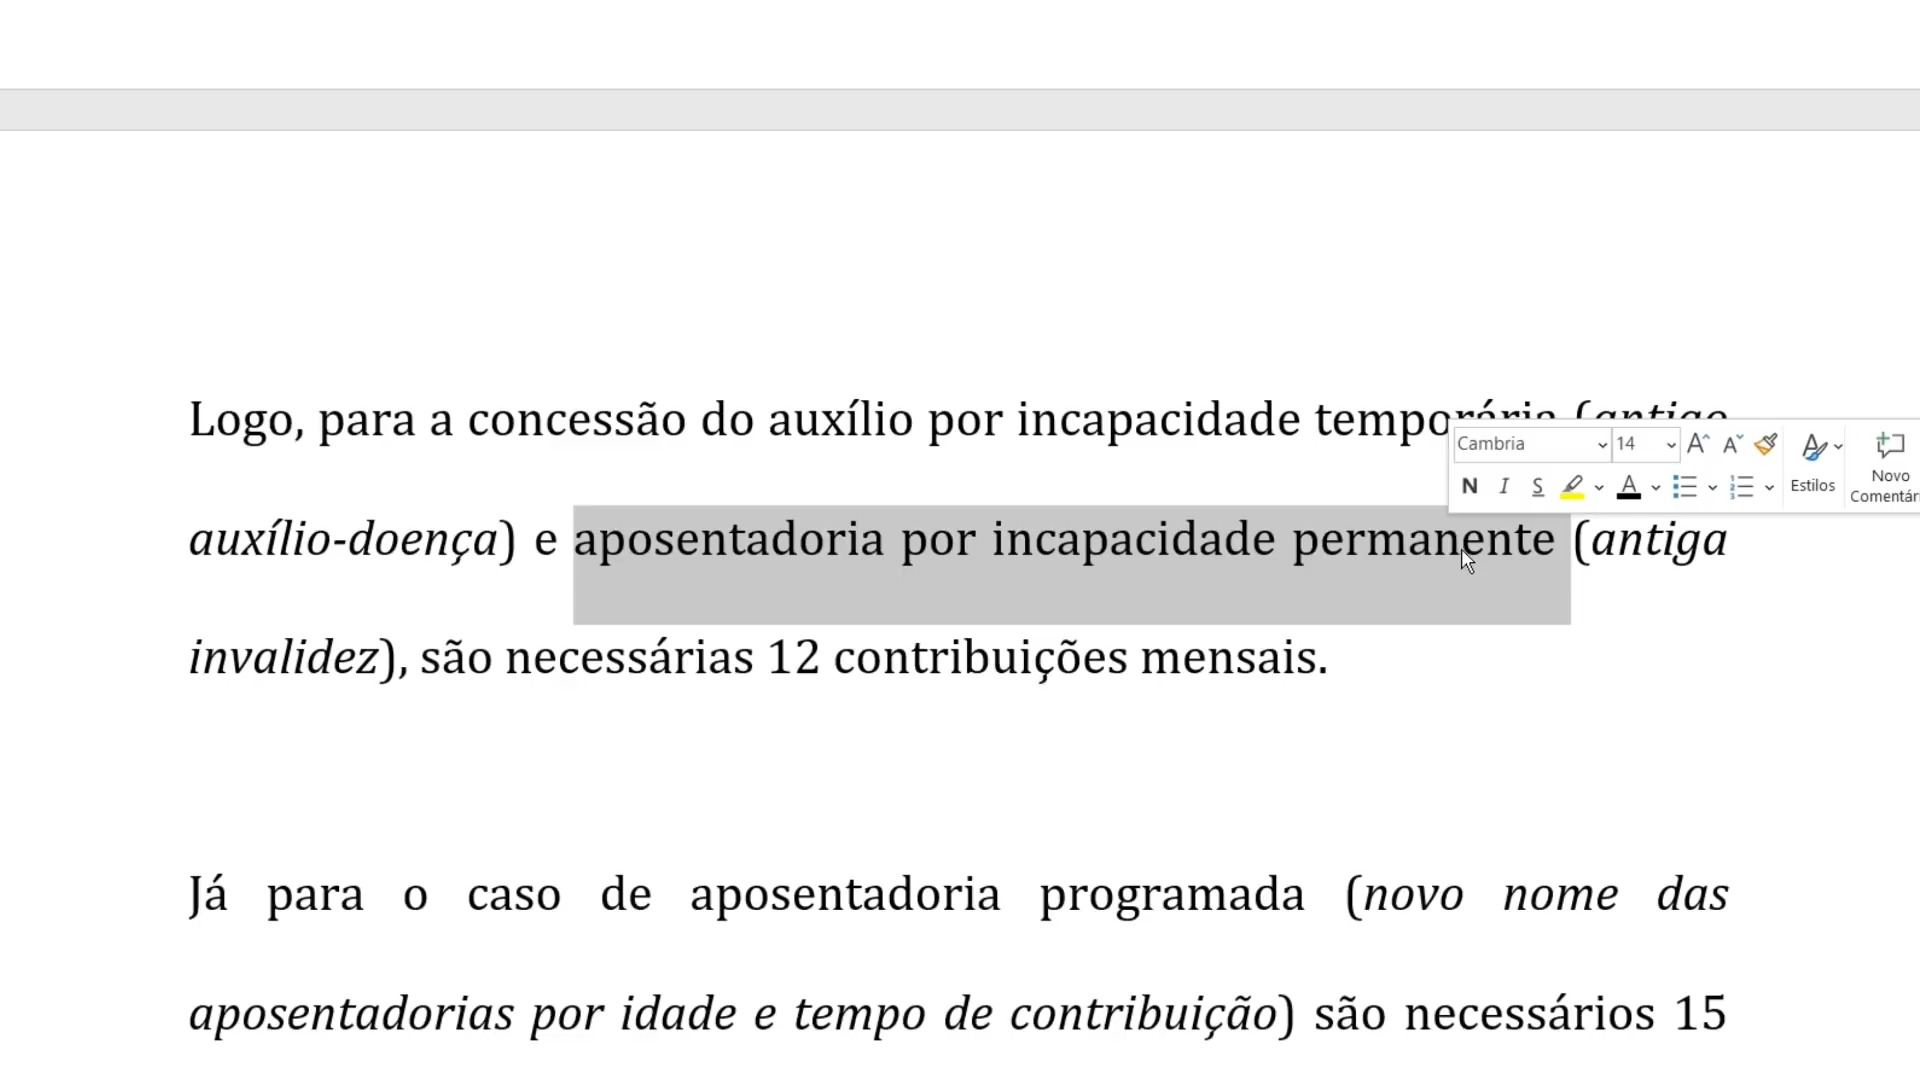 Logo, para a concessão do auxílio por incapacidade temporária (antigo
Cambria 14
Novo
N I S Estilos
auxílio-doença) e aposentadoria por incapacidade permanente (antiga
invalidez), são necessárias 12 contribuições mensais.
Já para o caso de aposentadoria programada (novo nome das
aposentadorias por idade e tempo de contribuição) são necessários 15